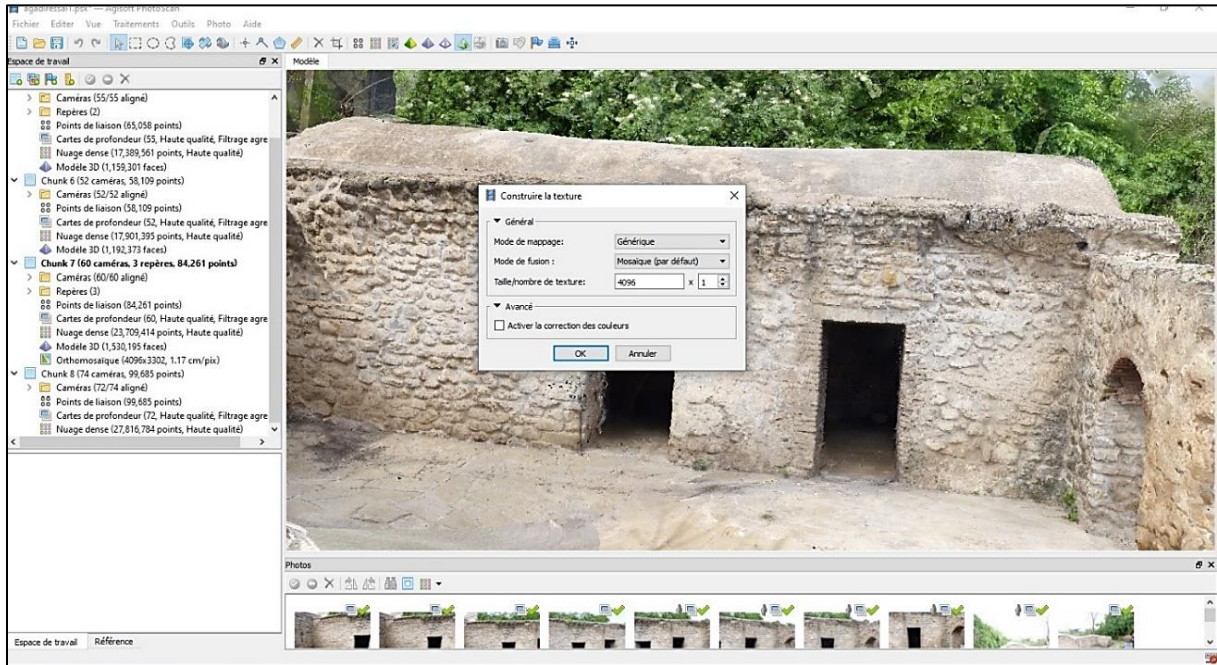 agadiressai1.psx* — Agisoft PhotoScan
Fichier Editer Vue Traitements Outils Photo Aide
Espace de travail
Modèle
Caméras (55/55 aligné)
Repères (2)
Points de liaison (65,058 points)
Cartes de profondeur (55, Haute qualité, Filtrage agre
Nuage dense (17,389,561 points, Haute qualité)
Modèle 3D (1,159,301 faces)
Chunk 6 (52 caméras, 58,109 points)
Caméras (52/52 aligné)
Points de liaison (58,109 points)
Cartes de profondeur (52, Haute qualité, Filtrage agre
Nuage dense (17,901,395 points, Haute qualité)
Modèle 3D (1,192,373 faces)
Chunk 7 (60 caméras, 3 repères, 84,261 points)
Caméras (60/60 aligné)
Repères (3)
Points de liaison (84,261 points)
Cartes de profondeur (60, Haute qualité, Filtrage agre
Nuage dense (23,709,414 points, Haute qualité)
Modèle 3D (1,530,195 faces)
Orthomosaïque (4096x3302, 1.17 cm/pix)
Chunk 8 (74 caméras, 99,685 points)
Caméras (72/74 aligné)
Points de liaison (99,685 points)
Cartes de profondeur (72, Haute qualité, Filtrage agre
Nuage dense (27,816,784 points, Haute qualité)
Construire la texture
Général
Mode de mappage: Générique
Mode de fusion : Mosaïque (par défaut)
Taille/nombre de texture: 4096 x 1
Avancé
Activer la correction des couleurs
OK Annuler
Photos
Espace de travail Référence